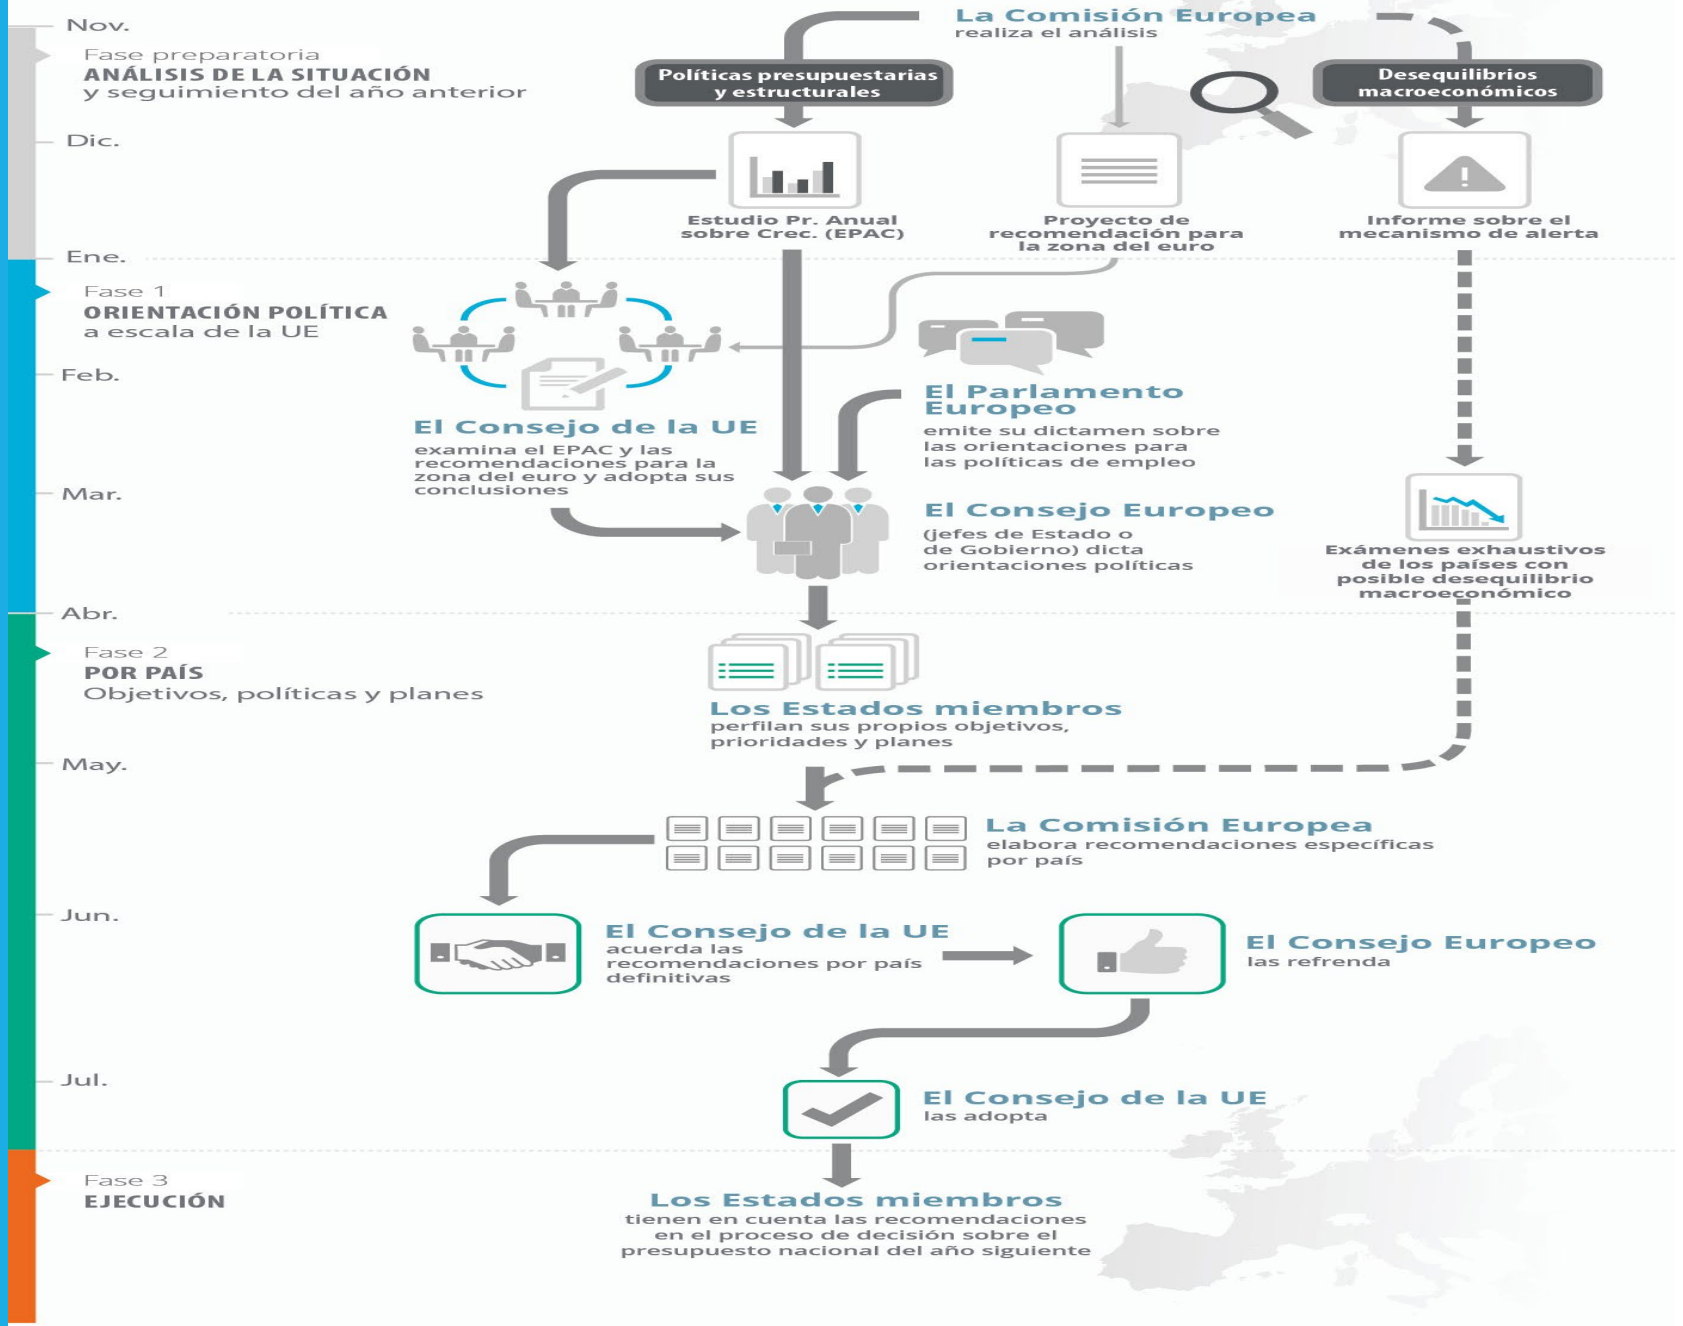 Nov.
Fase preparatoria
ANÁLISIS DE LA SITUACIÓN
y seguimiento del año anterior
La Comisión Europea
realiza el análisis
Políticas presupuestarias
y estructurales
Desequilibrios
macroeconómicos
Dic.
Estudio Pr. Anual
sobre Crec. (EPAC)
Proyecto de
recomendación para
la zona del euro
Informe sobre el
mecanismo de alerta
Ene.
Fase 1
ORIENTACIÓN POLÍTICA
a escala de la UE
Feb.
El Consejo de la UE
examina el EPAC y las
recomendaciones para la
zona del euro y adopta sus
conclusiones
El Parlamento
Europeo
emite su dictamen sobre
las orientaciones para
las políticas de empleo
Mar.
El Consejo Europeo
(jefes de Estado o
de Gobierno) dicta
orientaciones políticas
Exámenes exhaustivos
de los países con
posible desequilibrio
macroeconómico
Abr.
Fase 2
POR PAÍS
Objetivos, políticas y planes
Los Estados miembros
perfilan sus propios objetivos,
prioridades y planes
May.
La Comisión Europea
elabora recomendaciones específicas
por país
Jun.
El Consejo de la UE
acuerda las
recomendaciones por país
definitivas
El Consejo Europeo
las refrenda
Jul.
El Consejo de la UE
las adopta
Fase 3
EJECUCIÓN
Los Estados miembros
tienen en cuenta las recomendaciones
en el proceso de decisión sobre el
presupuesto nacional del año siguiente